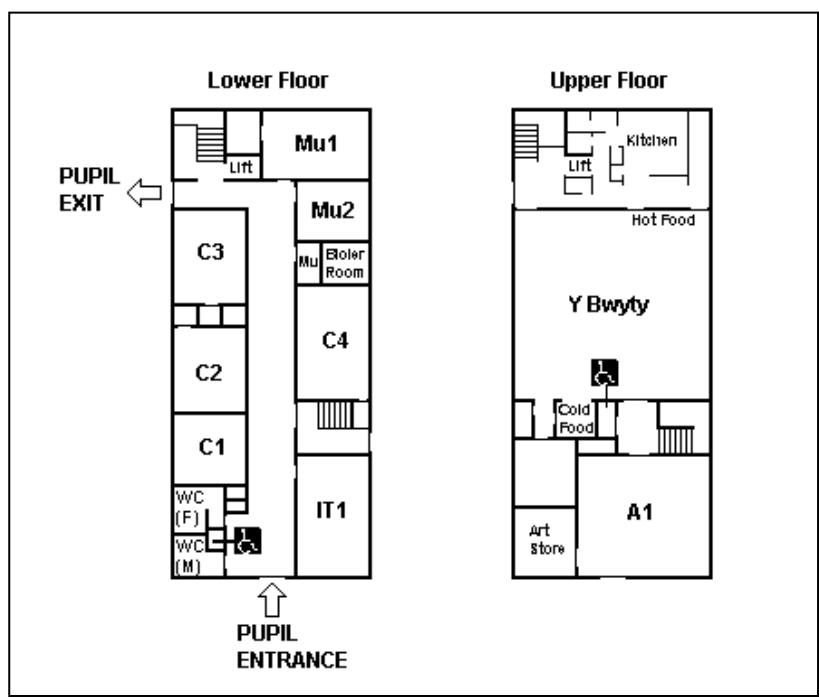 Lower Floor
Upper Floor
Mu1
Kitchen
Lift
Lift
PUPIL
EXIT
Mu2
Hot Food
C3
Mu
Bioler
Room
Y Bwyty
C4
C2
Cold
Food
C1
WC
(F)
IT1
A1
Art
Store
WC
(M)
PUPIL
ENTRANCE